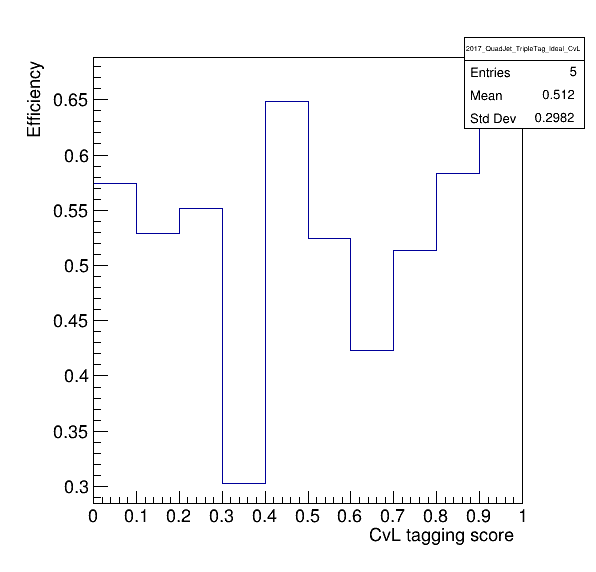 2017_QuadJet_TripleTag_Ideal_CvL
Entries 5
Mean 0.512
Std Dev 0.2982
Efficiency
0.65
0.6
0.55
0.5
0.45
0.4
0.35
0.3
0 0.1 0.2 0.3 0.4 0.5 0.6 0.7 0.8 0.9 1
CvL tagging score